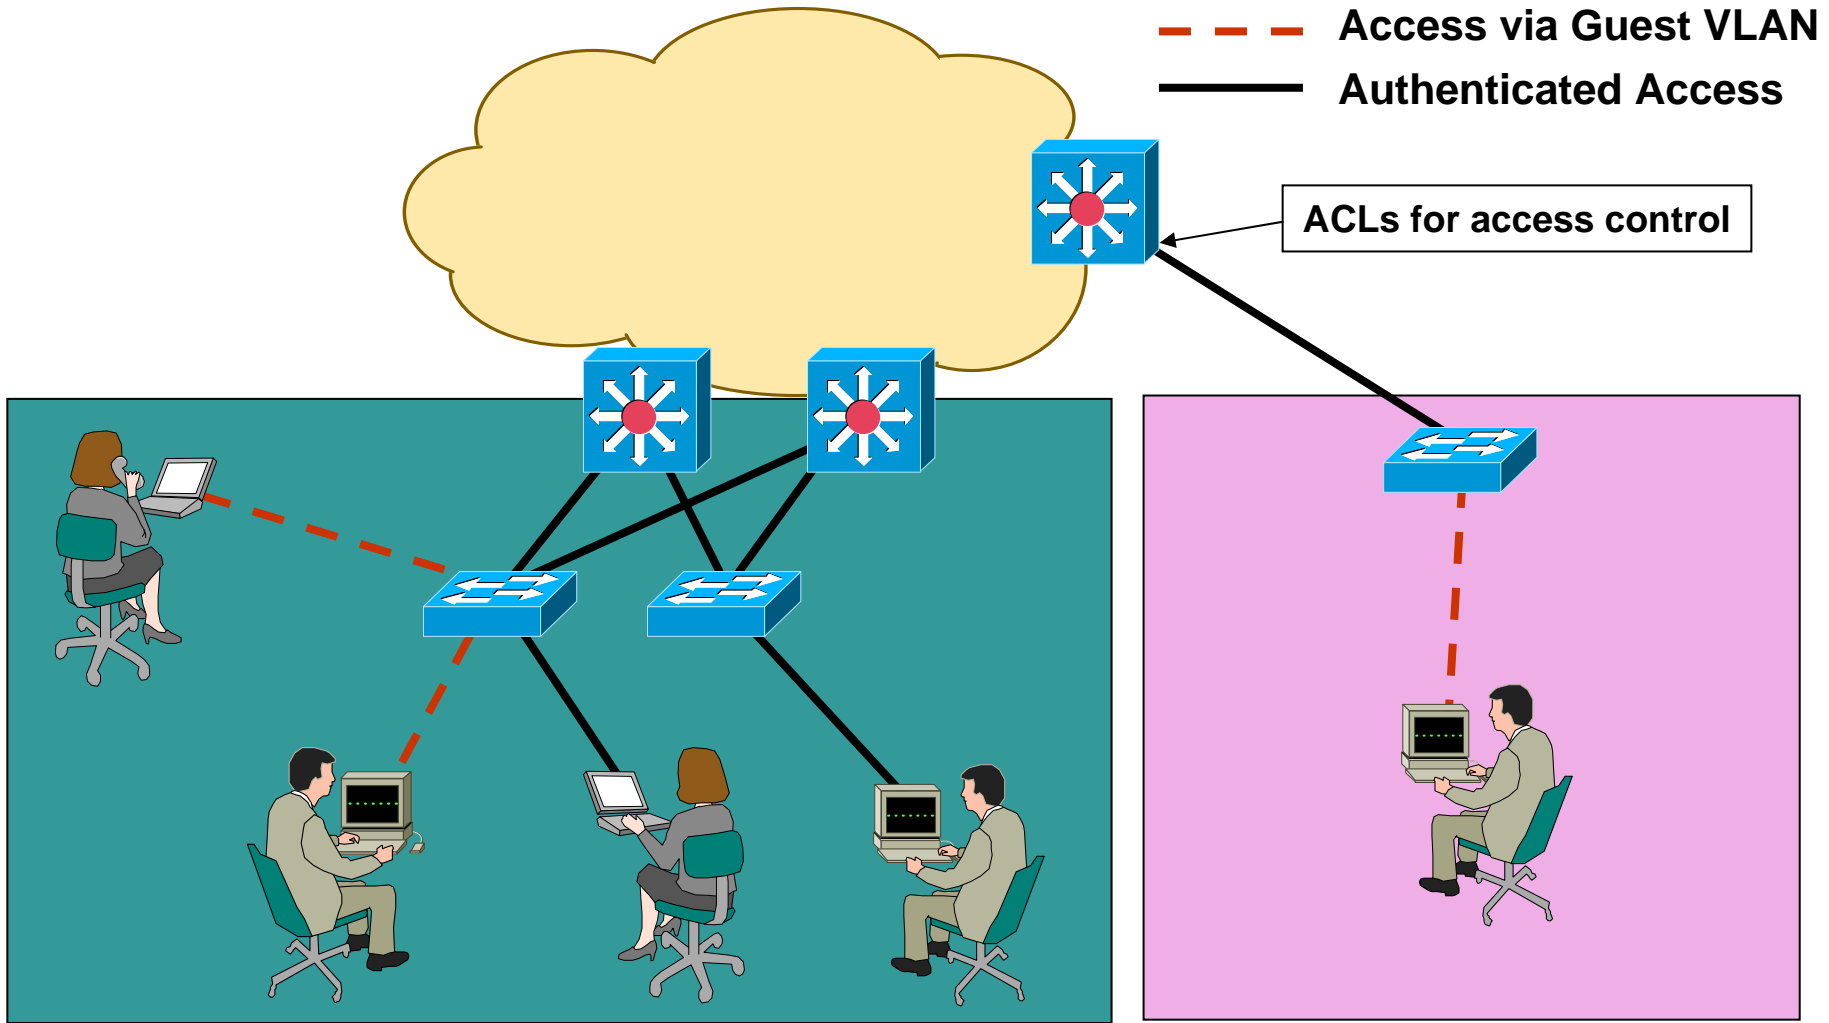 Access via Guest VLAN
Authenticated Access
ACLs for access control